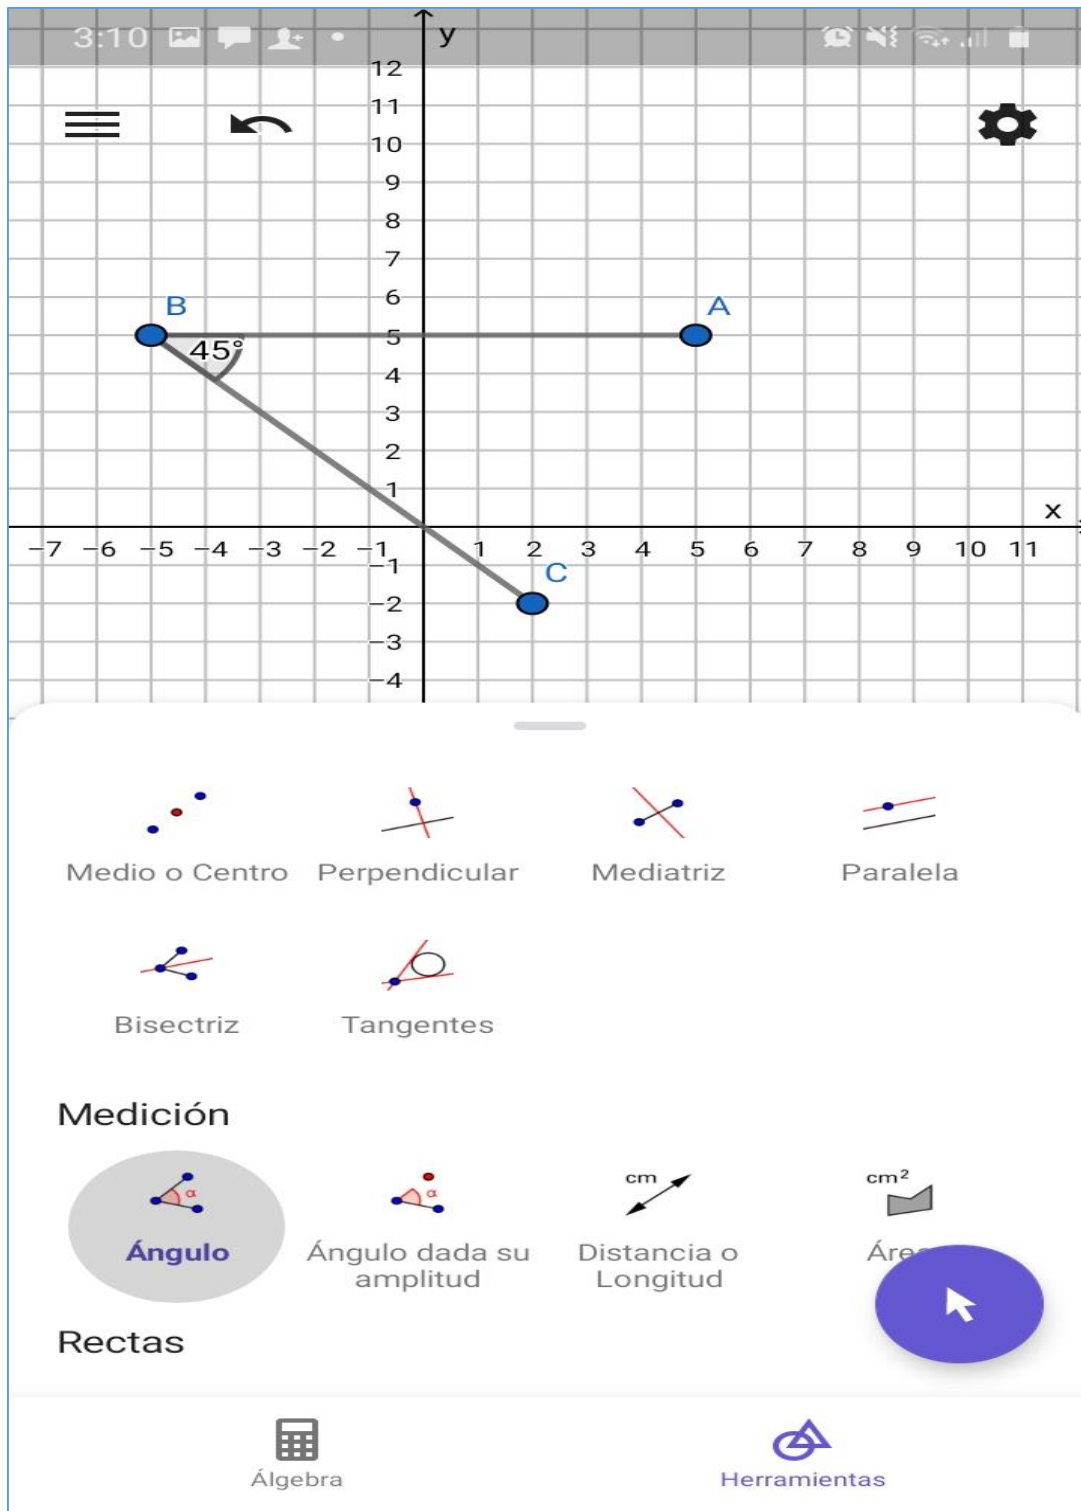 3:10
y
12
11
10
9
8
7
6
B
A
5
45°
4
3
2
1
x
−7 −6 −5 −4 −3 −2 −1 1 2 3 4 5 6 7 8 9 10 11
−1
C
−2
−3
−4
Medio o Centro Perpendicular Mediatriz Paralela
Bisectriz Tangentes
Medición
α α cm cm²
Ángulo Ángulo dada su Distancia o
amplitud Longitud
Rectas
Álgebra Herramientas